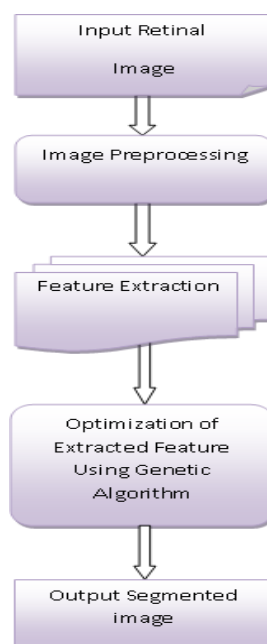 Input Retinal
Image
Image Preprocessing
Feature Extraction
Optimization of
Extracted Feature
Using Genetic
Algorithm
Output Segmented
image